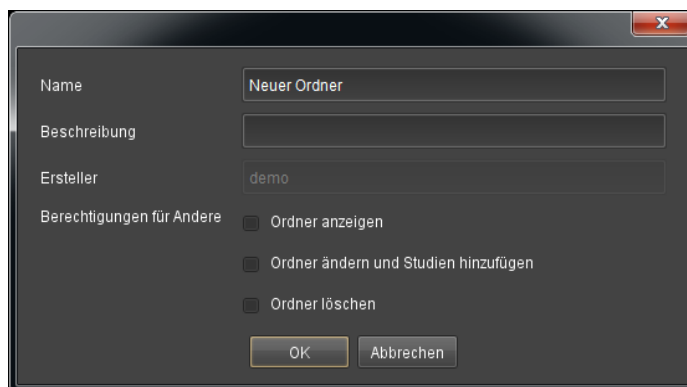 Name
Neuer Ordner
Beschreibung
Ersteller
demo
Berechtigungen für Andere
Ordner anzeigen
Ordner ändern und Studien hinzufügen
Ordner löschen
OK
Abbrechen